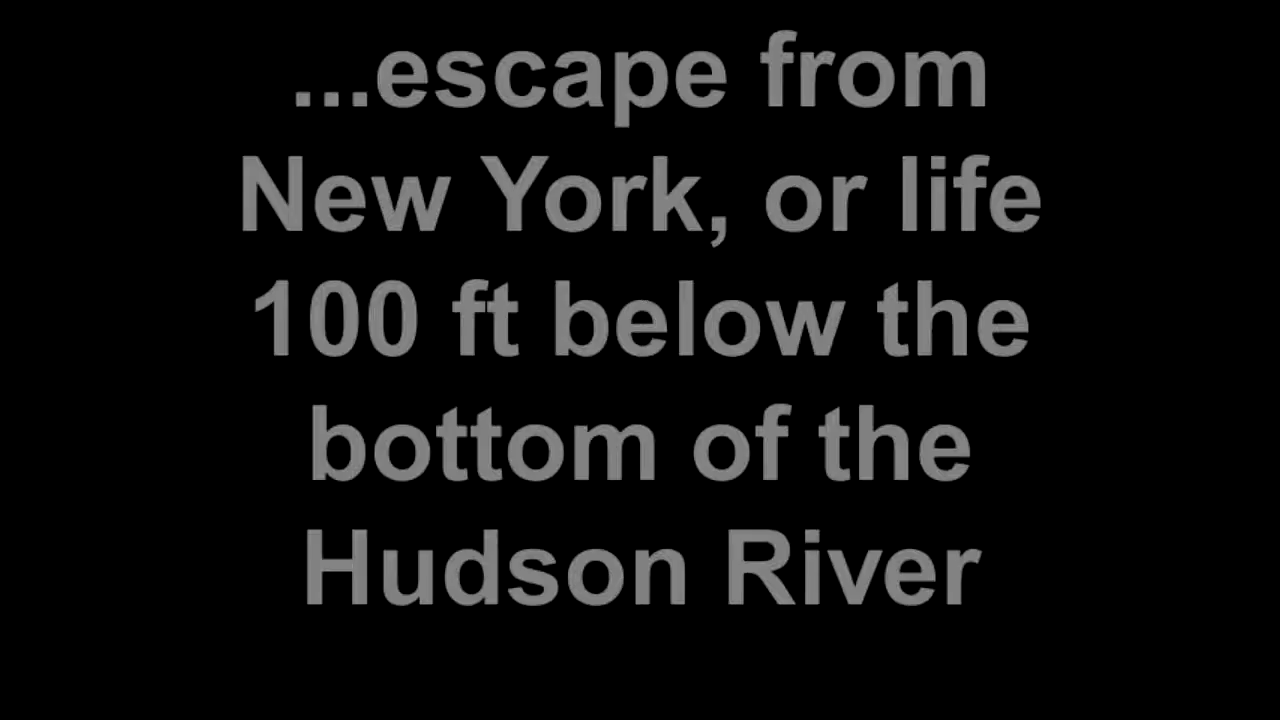 ...escape from
New York, or life
100 ft below the
bottom of the
Hudson River